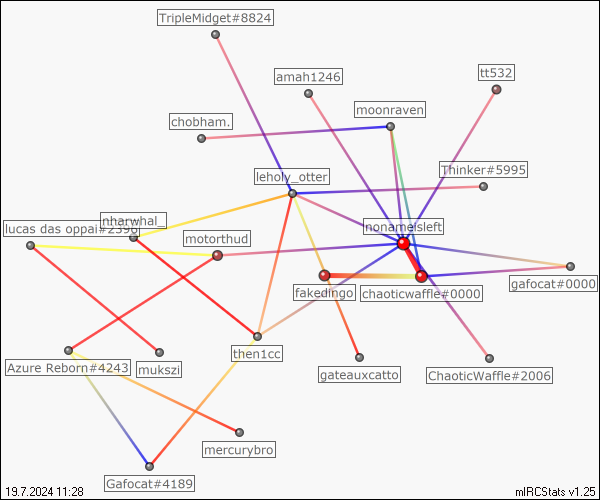 TripleMidget#8824
tt532
amah1246
moonraven
chobham.
Thinker#5995
leholy_otter
nharwhal_
nonameisleft
lucas das oppai#2396
motorthud
gafocat#0000
fakedingo
chaoticwaffle#0000
then1cc
Azure Reborn#4243
mukszi
gateauxcatto
ChaoticWaffle#2006
mercurybro
Gafocat#4189
19.7.2024 11:28
mIRCStats v1.25